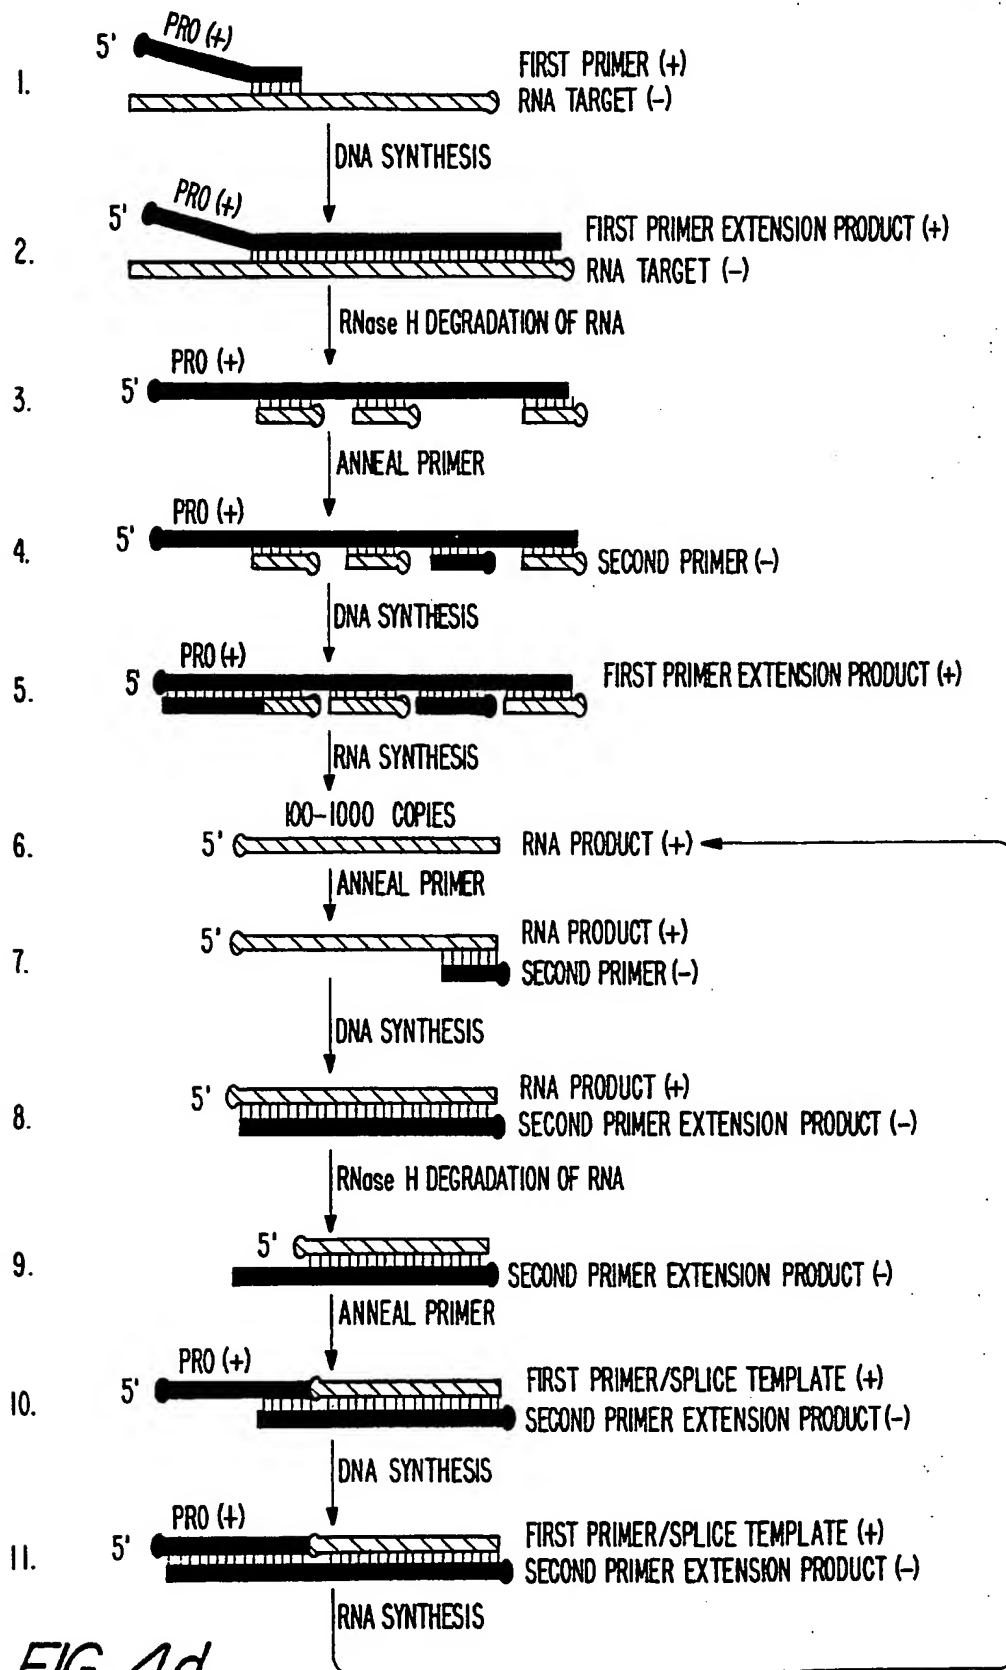 PRO (+)
5'
1.
FIRST PRIMER (+)
RNA TARGET (-)
DNA SYNTHESIS
PRO (+)
5'
2.
FIRST PRIMER EXTENSION PRODUCT (+)
RNA TARGET (-)
RNase H DEGRADATION OF RNA
PRO (+)
3.
5'
ANNEAL PRIMER
PRO (+)
4.
5'
SECOND PRIMER (-)
DNA SYNTHESIS
PRO (+)
5.
5'
FIRST PRIMER EXTENSION PRODUCT (+)
RNA SYNTHESIS
100-1000 COPIES
6.
5'
RNA PRODUCT (+)
ANNEAL PRIMER
5'
RNA PRODUCT (+)
7.
SECOND PRIMER (-)
DNA SYNTHESIS
5'
RNA PRODUCT (+)
8.
SECOND PRIMER EXTENSION PRODUCT (-)
RNase H DEGRADATION OF RNA
5'
9.
SECOND PRIMER EXTENSION PRODUCT (-)
ANNEAL PRIMER
PRO (+)
5'
FIRST PRIMER/SPLICE TEMPLATE (+)
10.
SECOND PRIMER EXTENSION PRODUCT (-)
DNA SYNTHESIS
PRO (+)
5'
FIRST PRIMER/SPLICE TEMPLATE (+)
11.
SECOND PRIMER EXTENSION PRODUCT (-)
RNA SYNTHESIS
FIG. 4d